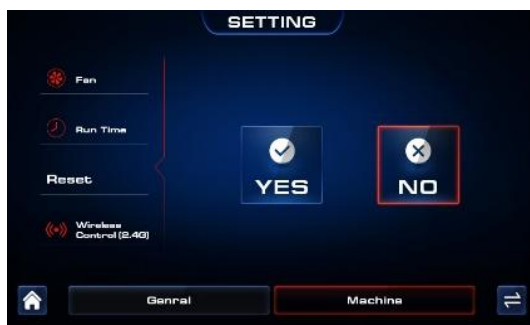 SETTING
Fan
Run Time
Reset
Wireless
Control (2.4G)
YES
NO
Genral
Machine